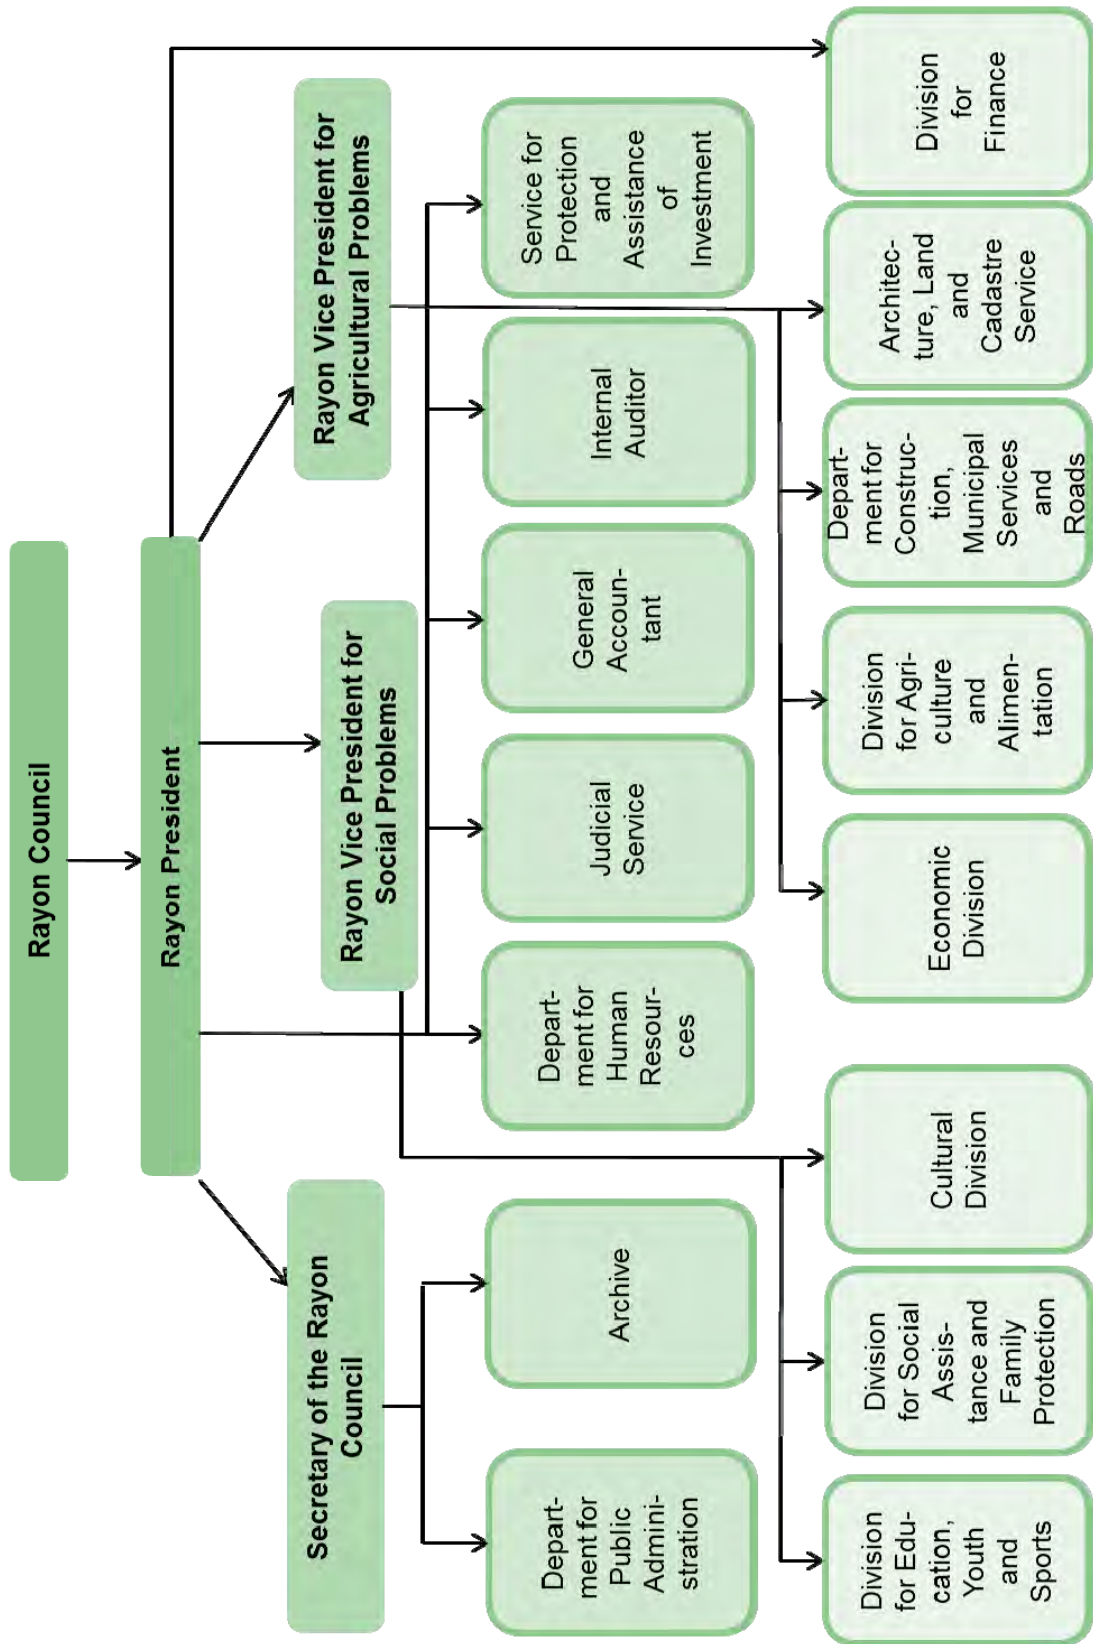 Rayon Council
Rayon President
Secretary of the Rayon
Council
Rayon Vice President for
Social Problems
Rayon Vice President for
Agricultural Problems
Depart-
ment for
Public
Admini-
stration
Archive
Depart-
ment for
Human
Resour-
ces
Judicial
Service
General
Accoun-
tant
Internal
Auditor
Service for
Protection
and
Assistance
of
Investment
Division
for Edu-
cation,
Youth
and
Sports
Division
for Social
Assis-
tance and
Family
Protection
Cultural
Division
Economic
Division
Division
for Agri-
culture
and
Alimen-
tation
Depart-
ment for
Construc-
tion,
Municipal
Services
and
Roads
Architec-
ture, Land
and
Cadastre
Service
Division
for
Finance